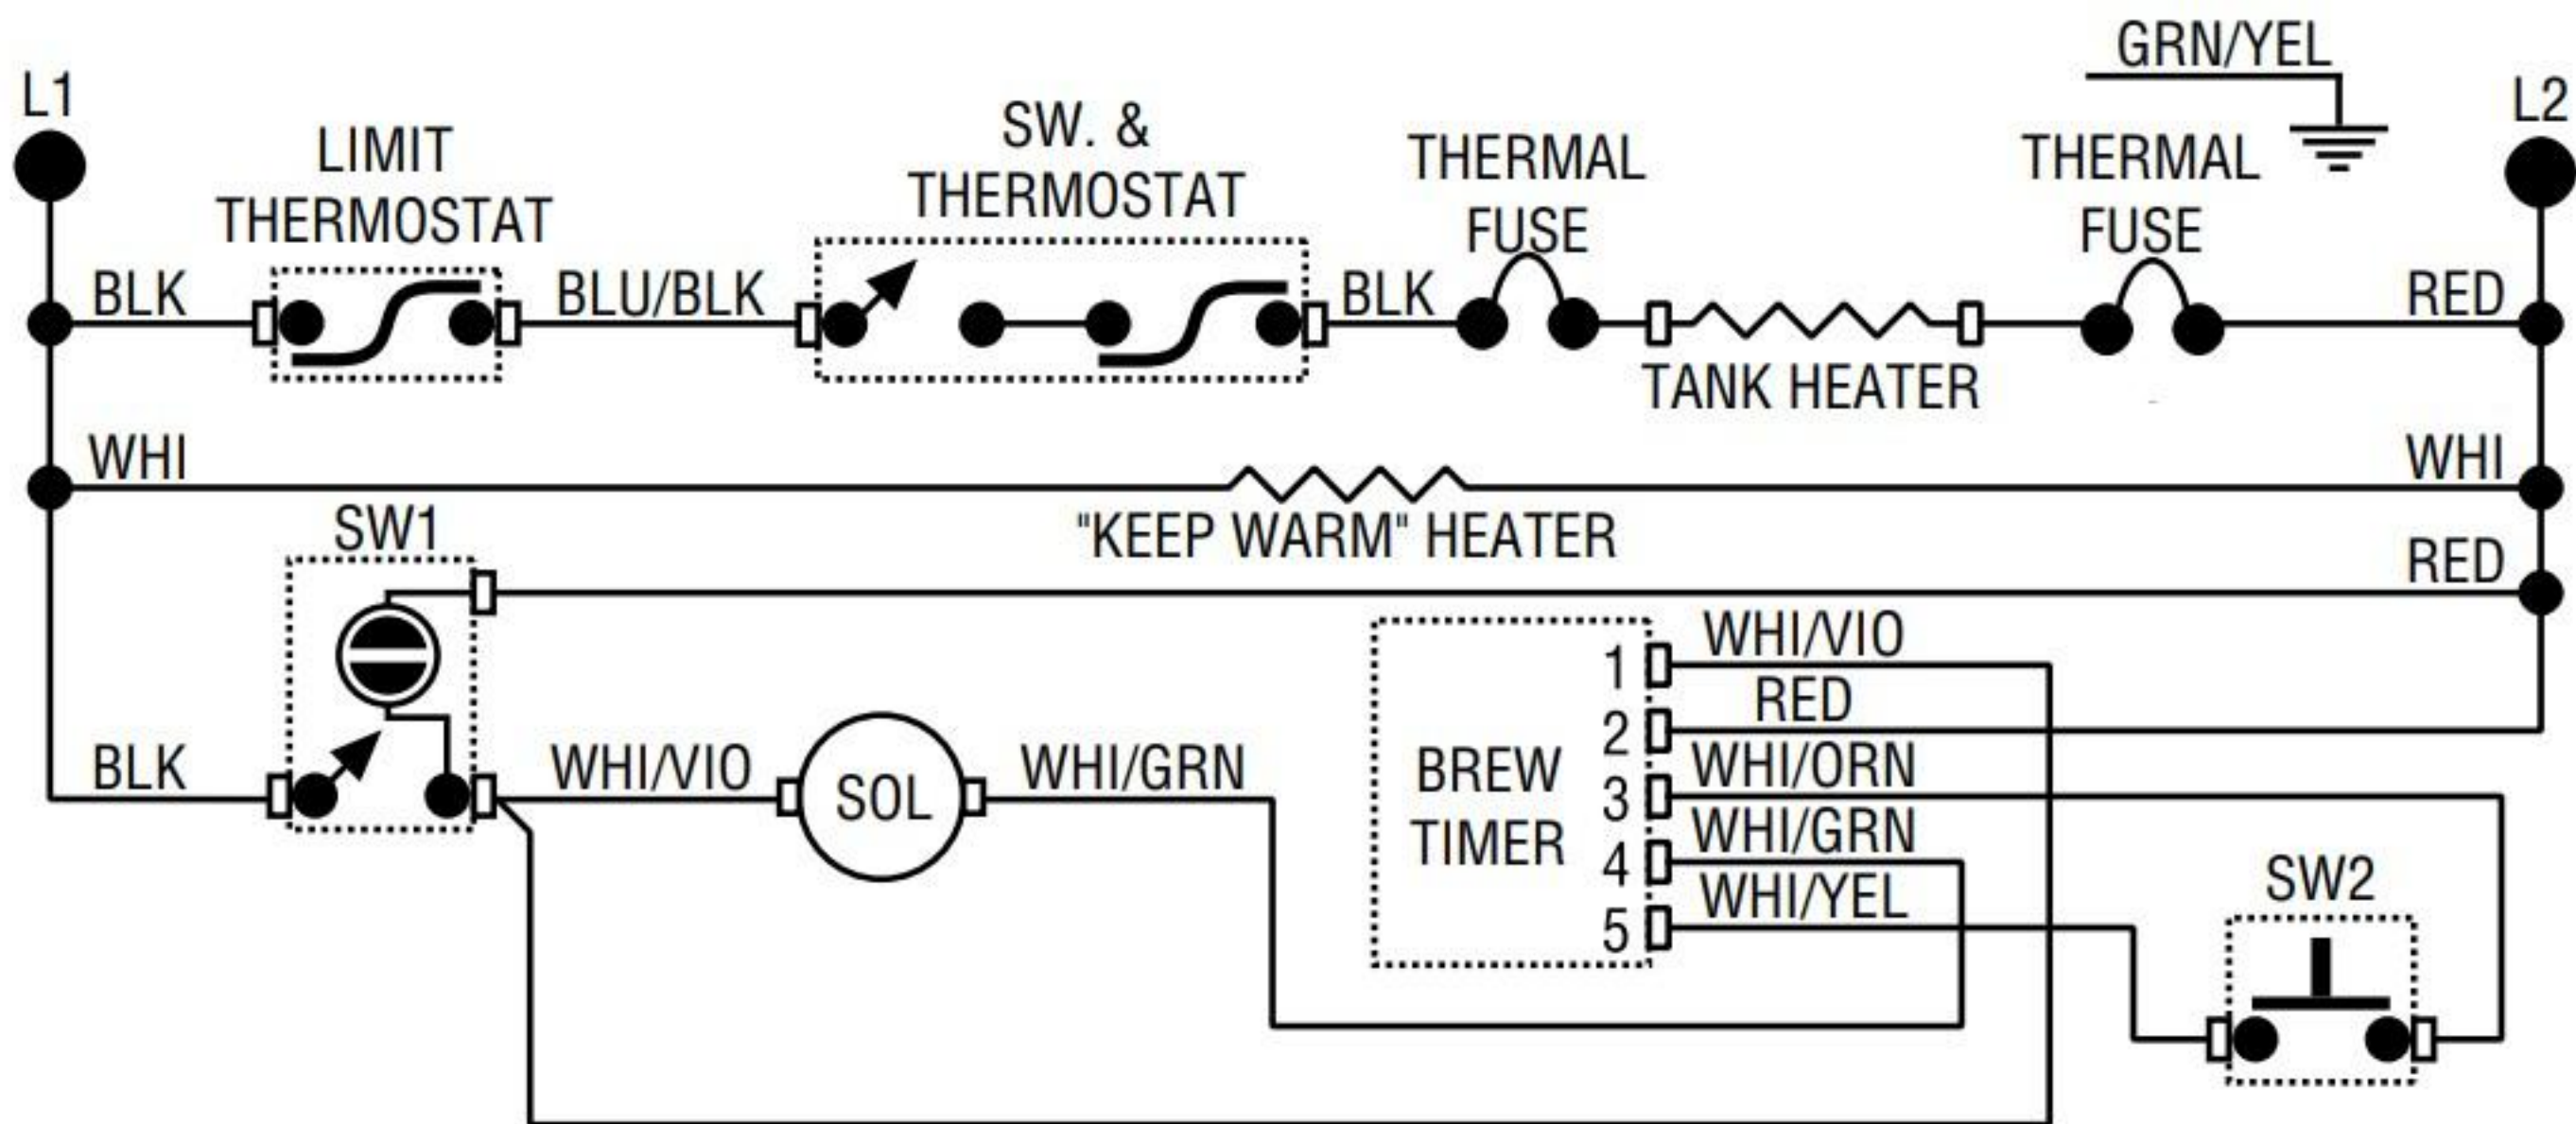 GRN/YEL
L1
L2
LIMIT
THERMOSTAT
SW. &
THERMOSTAT
THERMAL
FUSE
THERMAL
FUSE
BLK
BLU/BLK
BLK
RED
TANK HEATER
WHI
WHI
"KEEP WARM" HEATER
SW1
RED
BLK
WHI/VIO
SOL
WHI/GRN
BREW
TIMER
1 WHI/VIO
2 RED
3 WHI/ORN
4 WHI/GRN
5 WHI/YEL
SW2